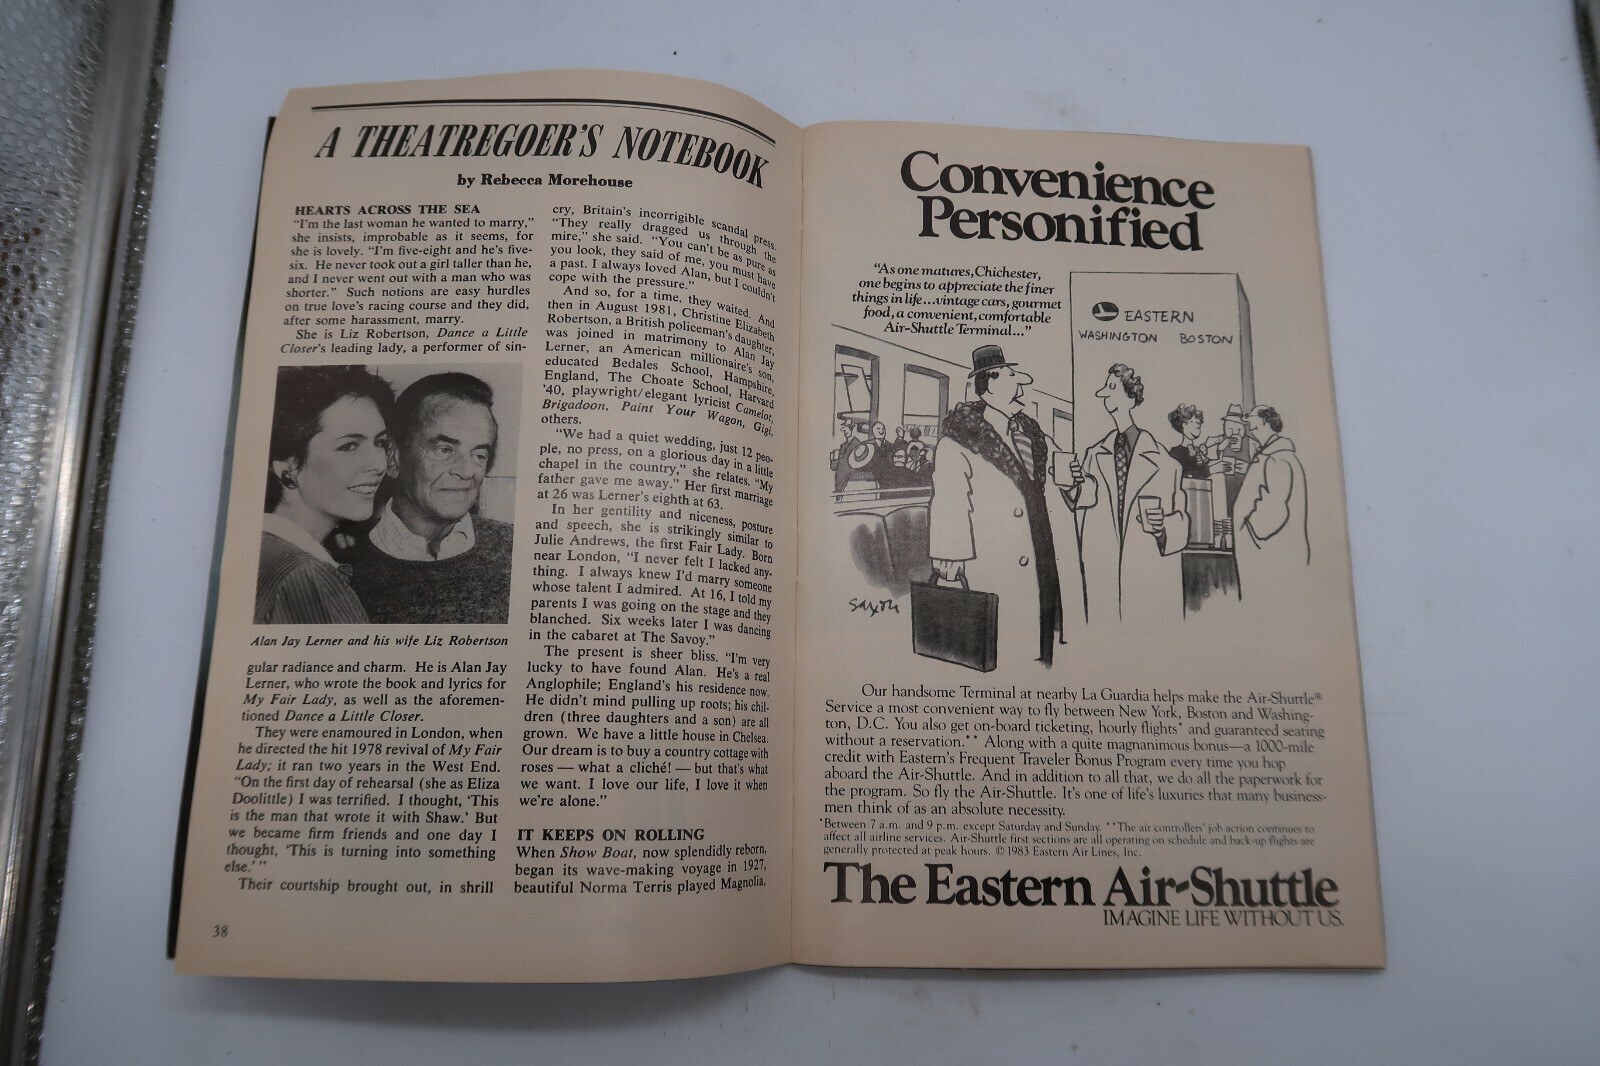 A THEATREGOER'S NOTEBOOK
by Rebecca Morehouse
HEARTS ACROSS THE SEA
"I'm the last woman he wanted to marry,"
she insists, improbable as it seems, for
she is lovely. "I'm five-eight and he's five-
six. He never took out a girl taller than he,
and I never went out with a man who was
shorter." Such notions are easy hurdles
on true love's racing course and they did,
after some harassment, marry.
She is Liz Robertson, Dance a Little
Closer's leading lady, a performer of sin-
Alan Jay Lerner and his wife Liz Robertson
gular radiance and charm. He is Alan Jay
Lerner, who wrote the book and lyrics for
My Fair Lady, as well as the aforemen-
tioned Dance a Little Closer.
They were enamoured in London, when
he directed the hit 1978 revival of My Fair
Lady; it ran two years in the West End.
"On the first day of rehearsal (she as Eliza
Doolittle) I was terrified. I thought, 'This
is the man that wrote it with Shaw.' But
we became firm friends and one day I
thought, 'This is turning into something
else.' "
Their courtship brought out, in shrill
38
cry, Britain's incorrigible scandal press.
"They really dragged us through the
mire," she said. "You can't be as pure as
you look, they said of me, you must have
a past. I always loved Alan, but I couldn't
cope with the pressure."
And so, for a time, they waited. And
then in August 1981, Christine Elizabeth
Robertson, a British policeman's daughter,
was joined in matrimony to Alan Jay
Lerner, an American millionaire's son,
educated Bedales School, Hampshire,
England, The Choate School, Harvard
'40, playwright/elegant lyricist Camelot,
Brigadoon, Paint Your Wagon, Gigi,
others.
"We had a quiet wedding, just 12 peo-
ple, no press, on a glorious day in a little
chapel in the country," she relates. "My
father gave me away." Her first marriage
at 26 was Lerner's eighth at 63.
In her gentility and niceness, posture
and speech, she is strikingly similar to
Julie Andrews, the first Fair Lady. Born
near London, "I never felt I lacked any-
thing. I always knew I'd marry someone
whose talent I admired. At 16, I told my
parents I was going on the stage and they
blanched. Six weeks later I was dancing
in the cabaret at The Savoy."
The present is sheer bliss. "I'm very
lucky to have found Alan. He's a real
Anglophile; England's his residence now.
He didn't mind pulling up roots; his chil-
dren (three daughters and a son) are all
grown. We have a little house in Chelsea.
Our dream is to buy a country cottage with
roses — what a cliché! — but that's what
we want. I love our life, I love it when
we're alone."
IT KEEPS ON ROLLING
When Show Boat, now splendidly reborn,
began its wave-making voyage in 1927,
beautiful Norma Terris played Magnolia,
Convenience
Personified
"As one matures, Chichester,
one begins to appreciate the finer
things in life...vintage cars, gourmet
food, a convenient, comfortable
Air-Shuttle Terminal..."
EASTERN
WASHINGTON BOSTON
Saxon
Our handsome Terminal at nearby La Guardia helps make the Air-Shuttle®
Service a most convenient way to fly between New York, Boston and Washing-
ton, D.C. You also get on-board ticketing, hourly flights* and guaranteed seating
without a reservation.** Along with a quite magnanimous bonus—a 1000-mile
credit with Eastern's Frequent Traveler Bonus Program every time you hop
aboard the Air-Shuttle. And in addition to all that, we do all the paperwork for
the program. So fly the Air-Shuttle. It's one of life's luxuries that many business-
men think of as an absolute necessity.
*Between 7 a.m. and 9 p.m. except Saturday and Sunday. **The air controllers' job action continues to
affect all airline services. Air-Shuttle first sections are all operating on schedule and back-up flights are
generally protected at peak hours. © 1983 Eastern Air Lines, Inc.
The Eastern Air-Shuttle
IMAGINE LIFE WITHOUT US.